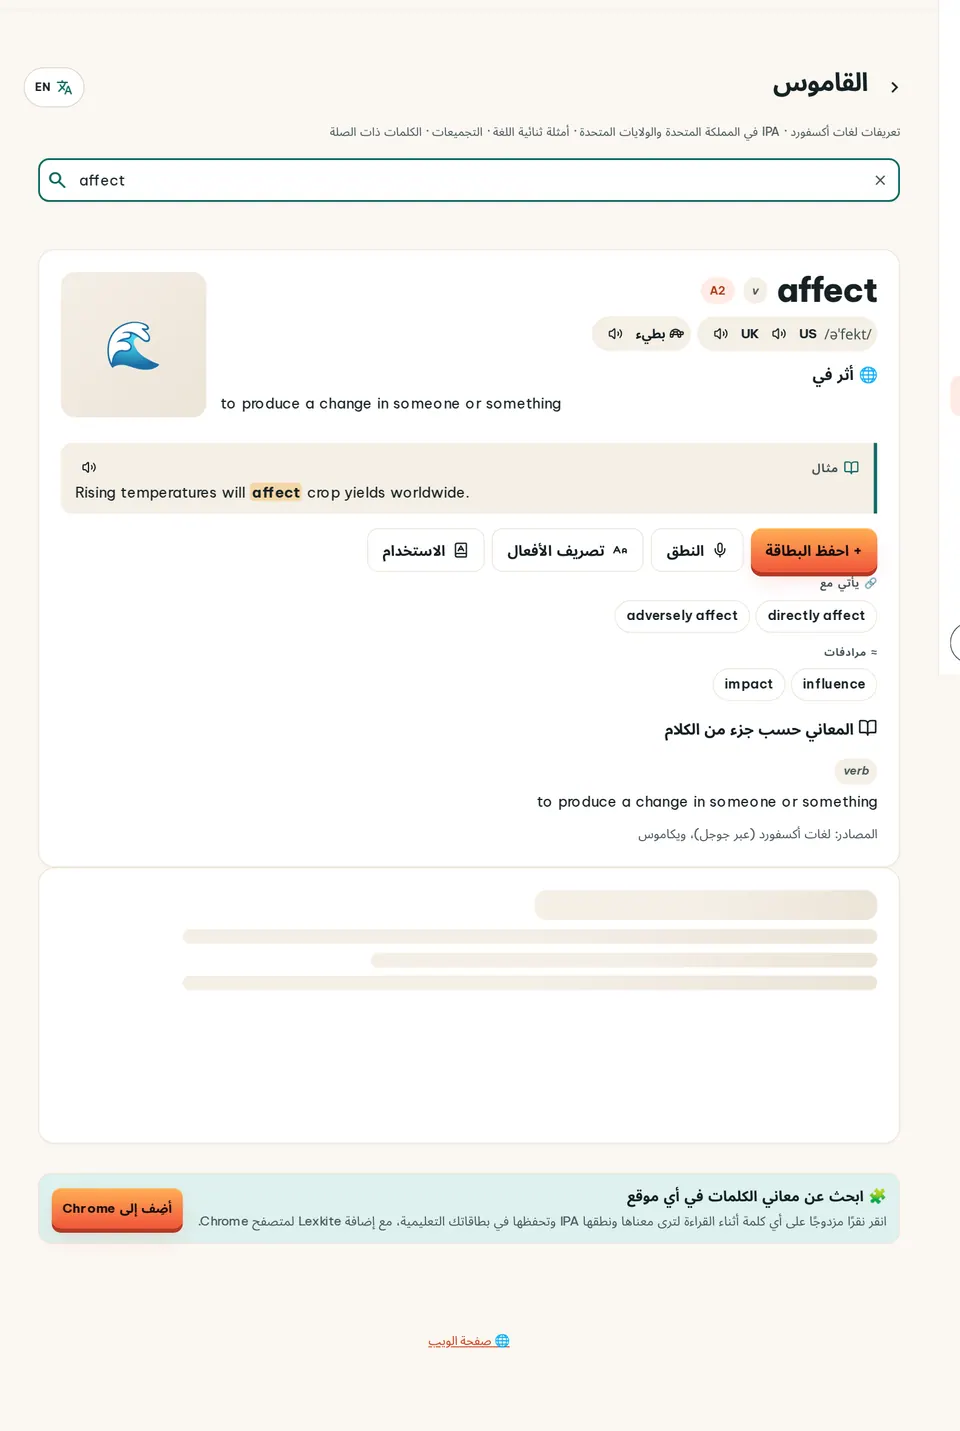 القاموس
EN
تعريفات لغات أكسفورد · IPA في المملكة المتحدة والولايات المتحدة · أمثلة ثنائية اللغة · التجميعات · الكلمات ذات الصلة
affect
affect v A2
/əˈfekt/ US UK بطيء
أثر في
to produce a change in someone or something
مثال
Rising temperatures will affect crop yields worldwide.
+ احفظ البطاقة
النطق
تصريف الأفعال
الاستخدام
يأتي مع
directly affect
adversely affect
≈ مرادفات
influence
impact
المعاني حسب جزء من الكلام
verb
to produce a change in someone or something
المصادر: لغات أكسفورد (عبر جوجل)، ويكاموس
ابحث عن معاني الكلمات في أي موقع
انقر نقرًا مزدوجًا على أي كلمة أثناء القراءة لترى معناها ونطقها IPA وتحفظها في بطاقاتك التعليمية، مع إضافة Lexkite لمتصفح Chrome.
أضِف إلى Chrome
صفحة الويب